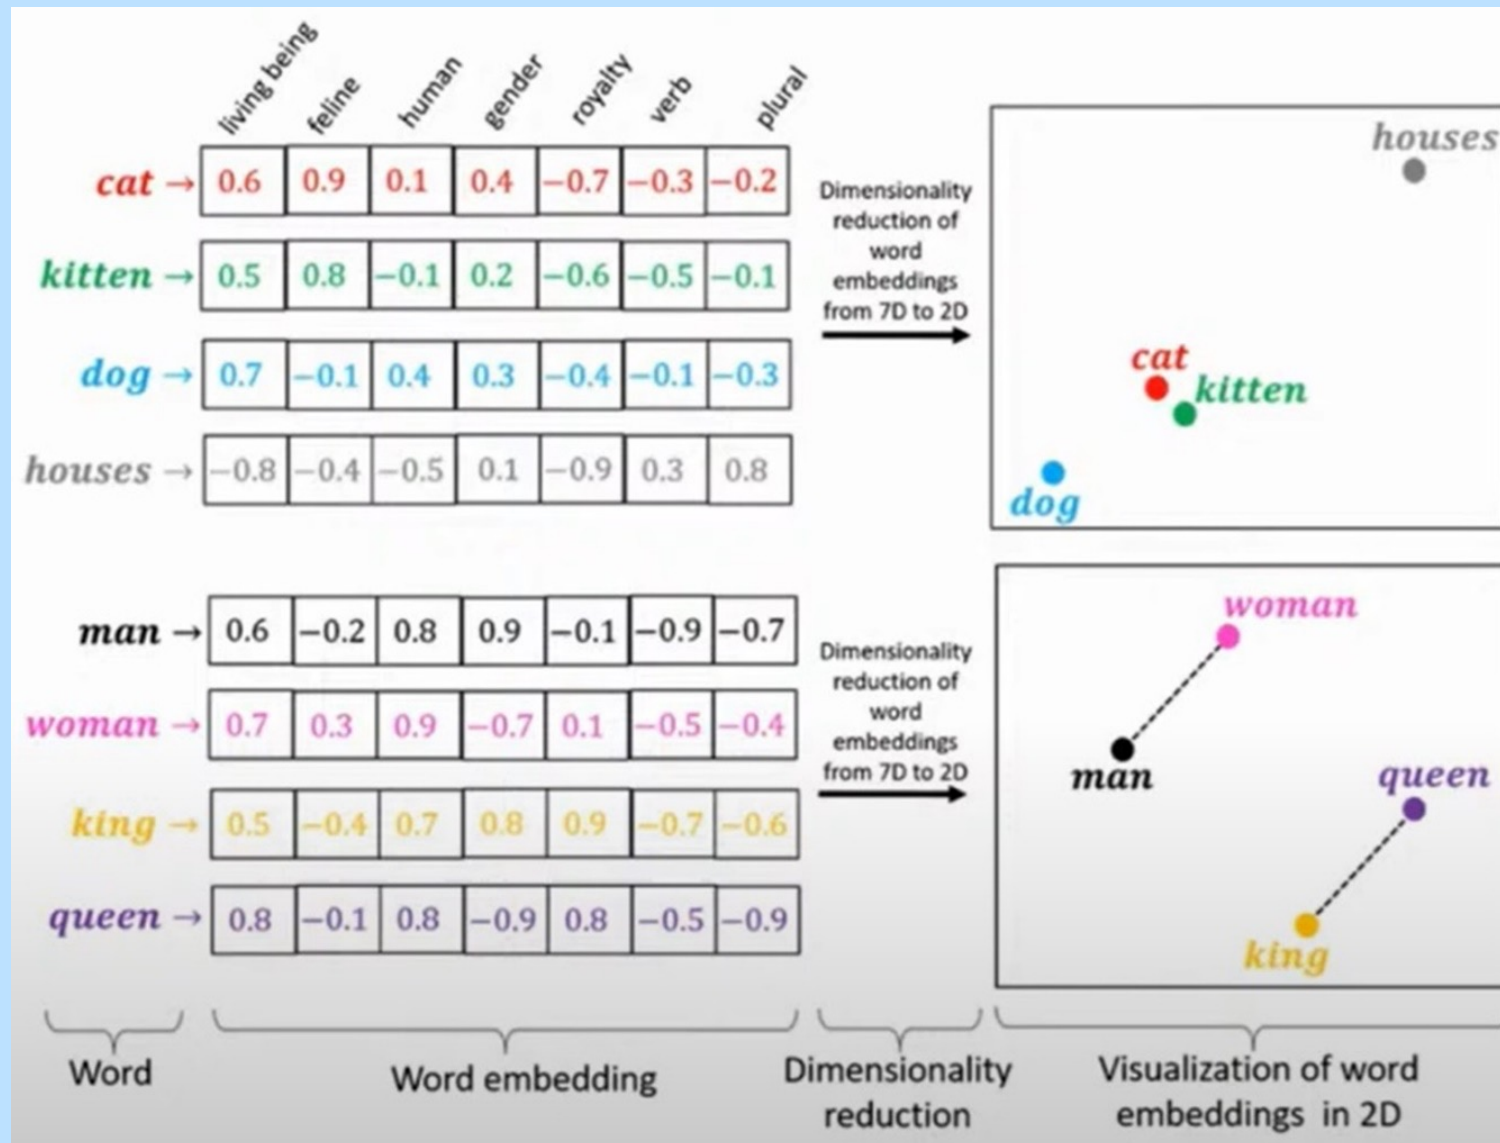 living being feline human gender royalty verb plural
cat → 0.6 0.9 0.1 0.4 −0.7 −0.3 −0.2
kitten → 0.5 0.8 −0.1 0.2 −0.6 −0.5 −0.1
dog → 0.7 −0.1 0.4 0.3 −0.4 −0.1 −0.3
houses → −0.8 −0.4 −0.5 0.1 −0.9 0.3 0.8
Dimensionality
reduction of
word
embeddings
from 7D to 2D
houses
cat
kitten
dog
man → 0.6 −0.2 0.8 0.9 −0.1 −0.9 −0.7
woman → 0.7 0.3 0.9 −0.7 0.1 −0.5 −0.4
king → 0.5 −0.4 0.7 0.8 0.9 −0.7 −0.6
queen → 0.8 −0.1 0.8 −0.9 0.8 −0.5 −0.9
Dimensionality
reduction of
word
embeddings
from 7D to 2D
woman
man
queen
king
Word
Word embedding
Dimensionality
reduction
Visualization of word
embeddings in 2D